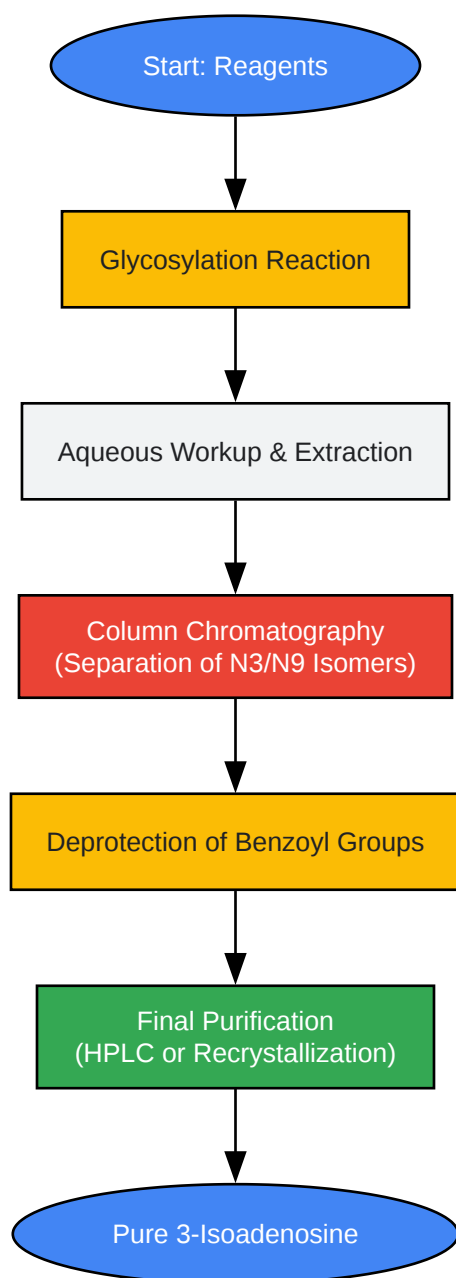 Start: Reagents
Glycosylation Reaction
Aqueous Workup & Extraction
Column Chromatography
(Separation of N3/N9 Isomers)
Deprotection of Benzoyl Groups
Final Purification
(HPLC or Recrystallization)
Pure 3-Isoadenosine